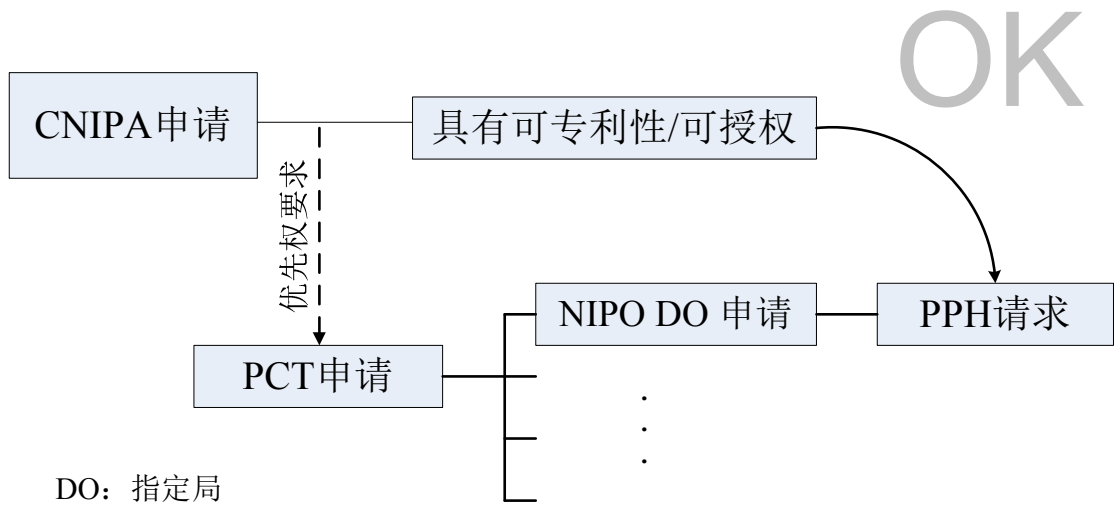 OK
CNIPA申请
具有可专利性/可授权
优先权要求
NIPO DO 申请
PPH请求
PCT申请
DO：指定局